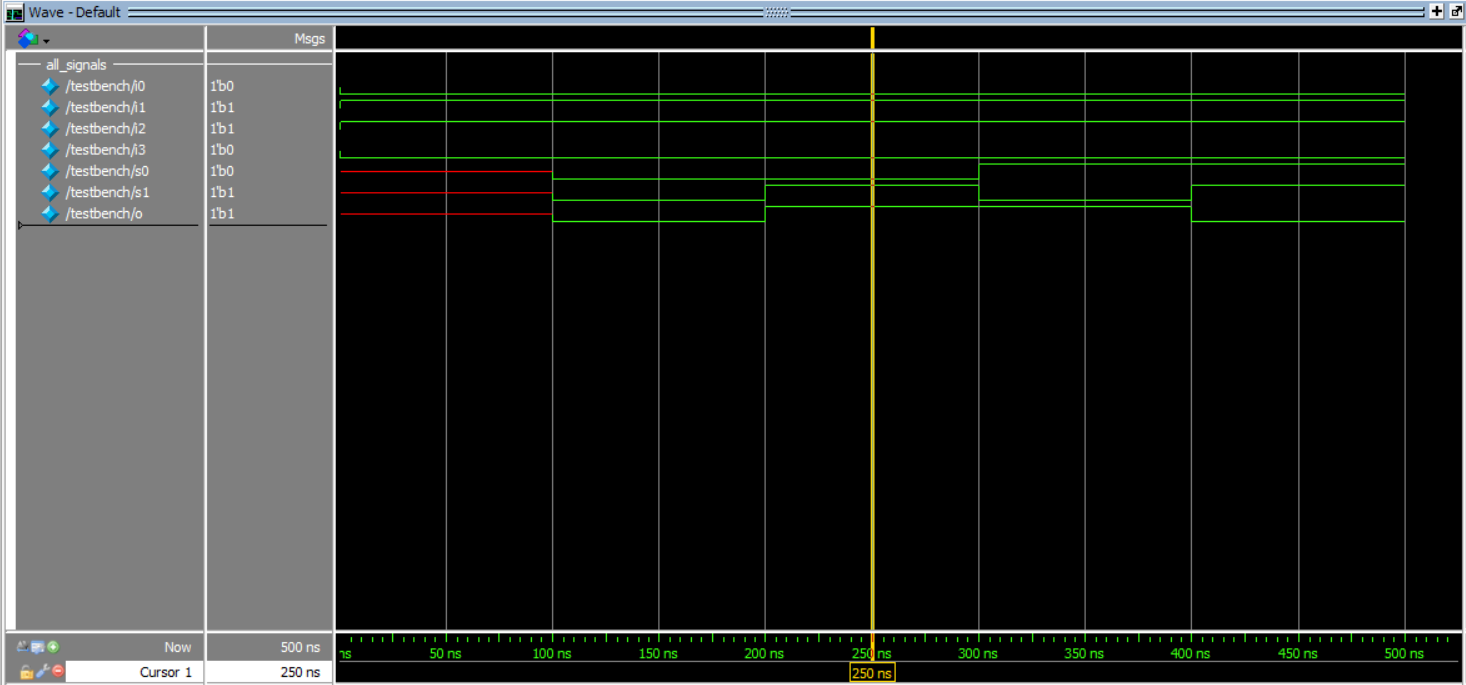 Wave - Default
Msgs
all_signals
/testbench/i0 1'b0
/testbench/i1 1'b1
/testbench/i2 1'b1
/testbench/i3 1'b0
/testbench/s0 1'b0
/testbench/s1 1'b1
/testbench/o 1'b1
Now 500 ns
ns 50 ns 100 ns 150 ns 200 ns 250 ns 300 ns 350 ns 400 ns 450 ns 500 ns
Cursor 1 250 ns 250 ns